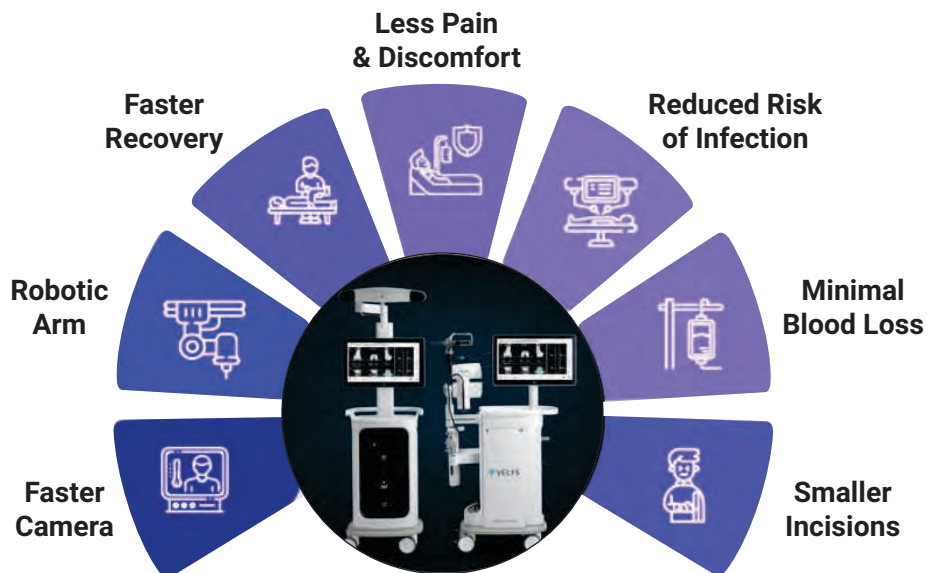 Less Pain
& Discomfort
Faster
Recovery
Reduced Risk
of Infection
Robotic
Arm
Minimal
Blood Loss
Faster
Camera
Smaller
Incisions
VELYS